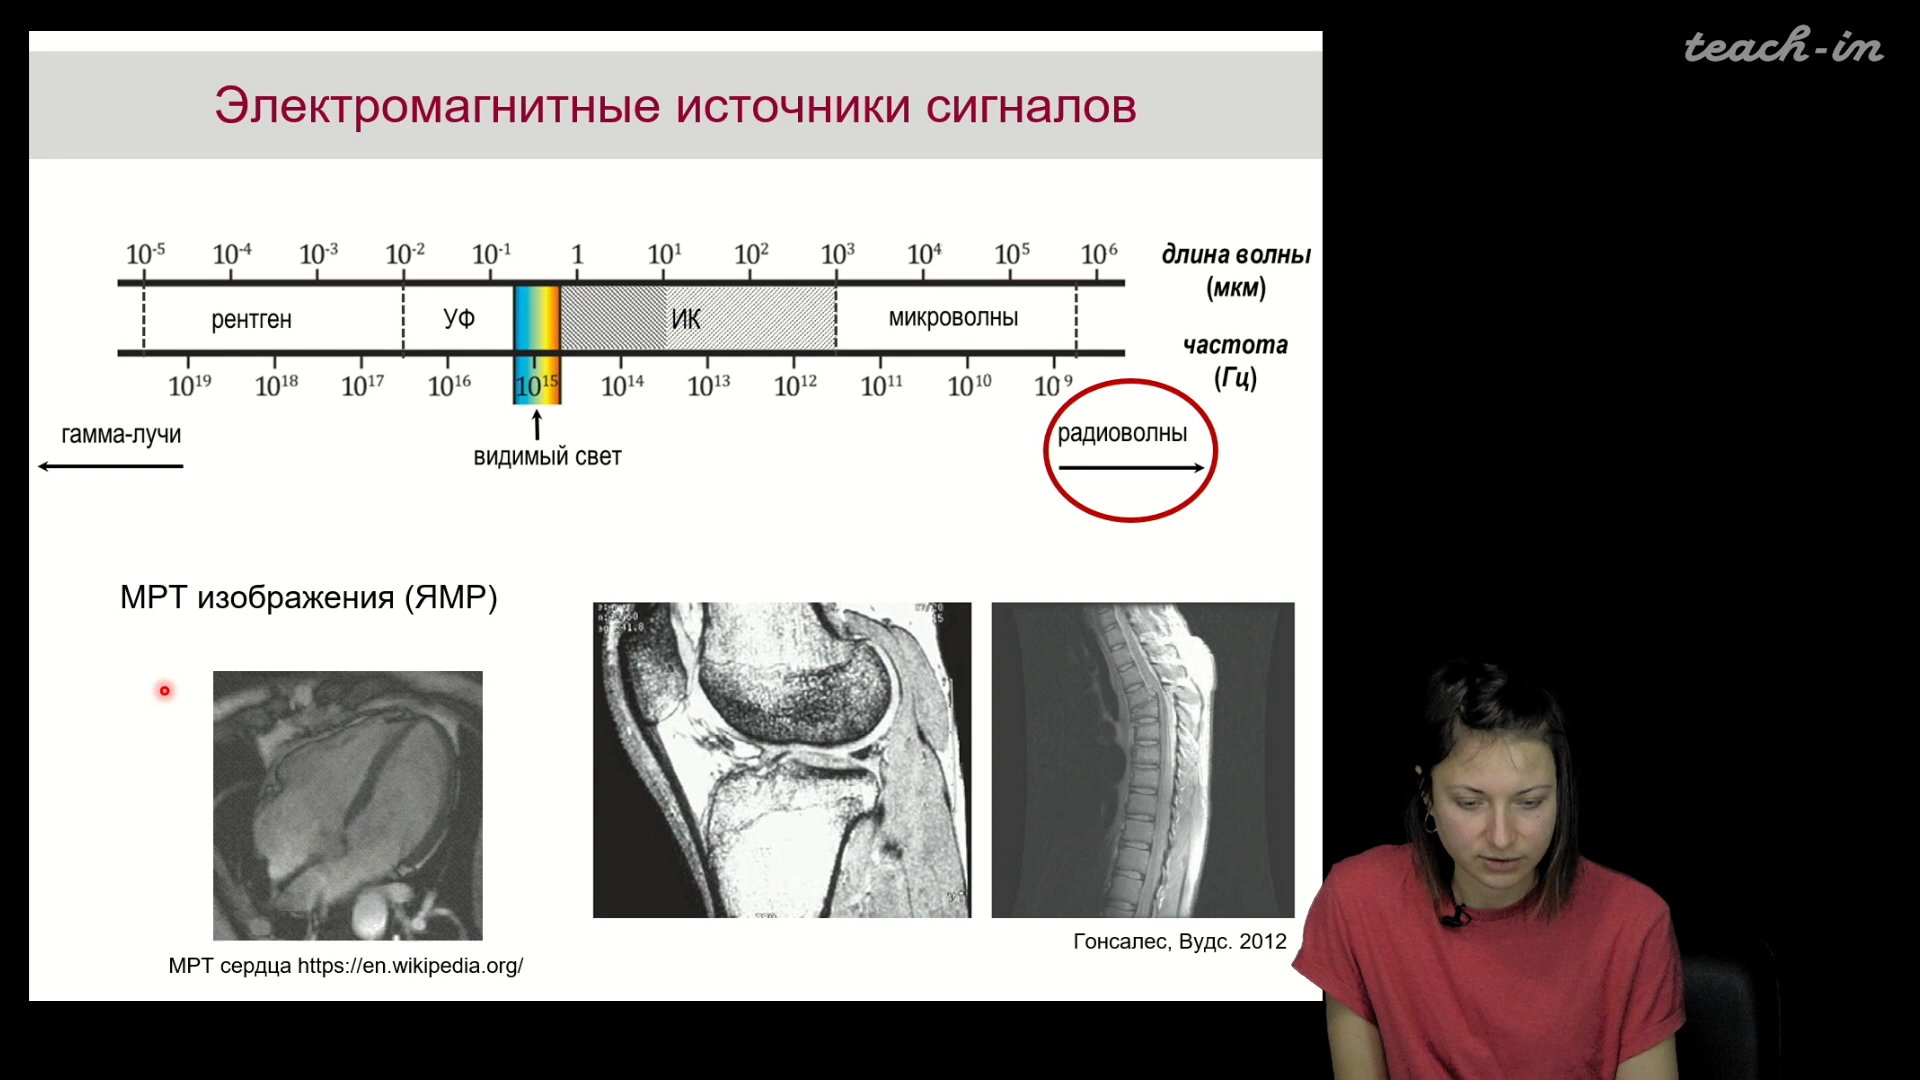 teach-in
Электромагнитные источники сигналов
10⁻⁵ 10⁻⁴ 10⁻³ 10⁻² 10⁻¹ 1 10¹ 10² 10³ 10⁴ 10⁵ 10⁶
длина волны
(мкм)
рентген УФ ИК микроволны
частота
(Гц)
10¹⁹ 10¹⁸ 10¹⁷ 10¹⁶ 10¹⁵ 10¹⁴ 10¹³ 10¹² 10¹¹ 10¹⁰ 10⁹
гамма-лучи
видимый свет
радиоволны
МРТ изображения (ЯМР)
Гонсалес, Вудс. 2012
МРТ сердца https://en.wikipedia.org/